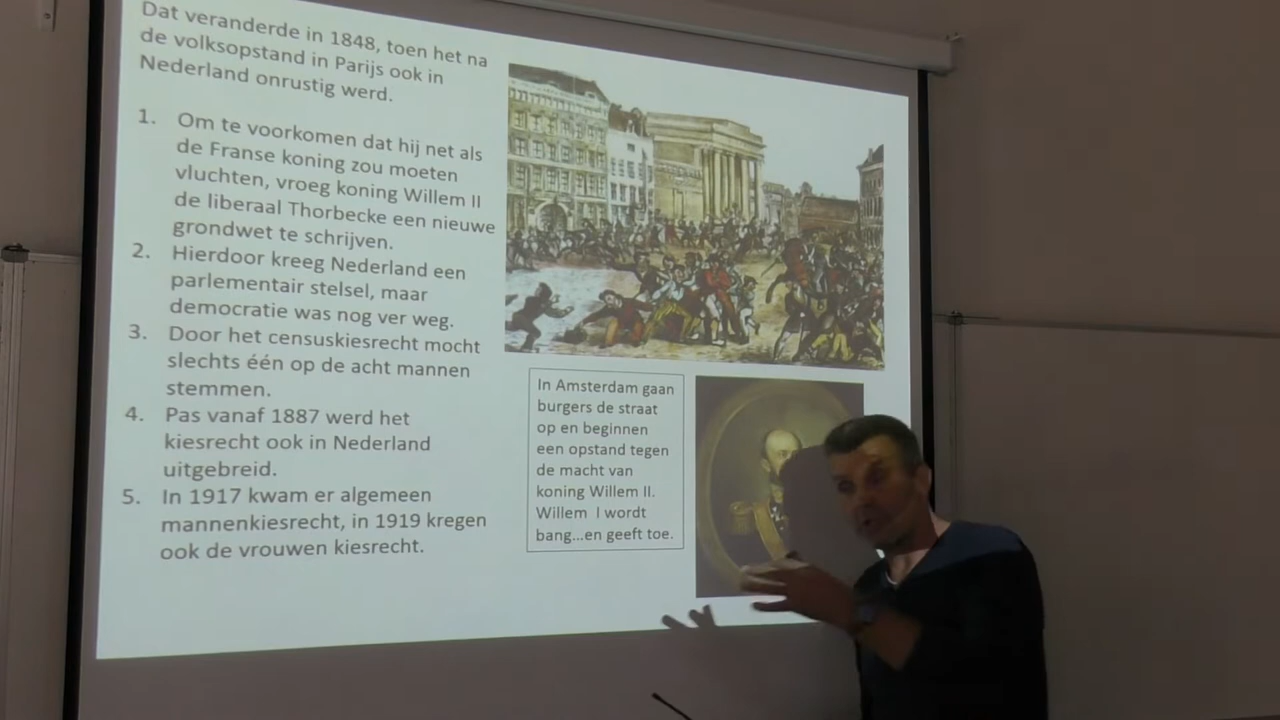 Dat veranderde in 1848, toen het na
de volksopstand in Parijs ook in
Nederland onrustig werd.
1. Om te voorkomen dat hij net als
de Franse koning zou moeten
vluchten, vroeg koning Willem II
de liberaal Thorbecke een nieuwe
grondwet te schrijven.
2. Hierdoor kreeg Nederland een
parlementair stelsel, maar
democratie was nog ver weg.
3. Door het censuskiesrecht mocht
slechts één op de acht mannen
stemmen.
4. Pas vanaf 1887 werd het
kiesrecht ook in Nederland
uitgebreid.
5. In 1917 kwam er algemeen
mannenkiesrecht, in 1919 kregen
ook de vrouwen kiesrecht.
In Amsterdam gaan
burgers de straat
op en beginnen
een opstand tegen
de macht van
koning Willem II.
Willem I wordt
bang...en geeft toe.